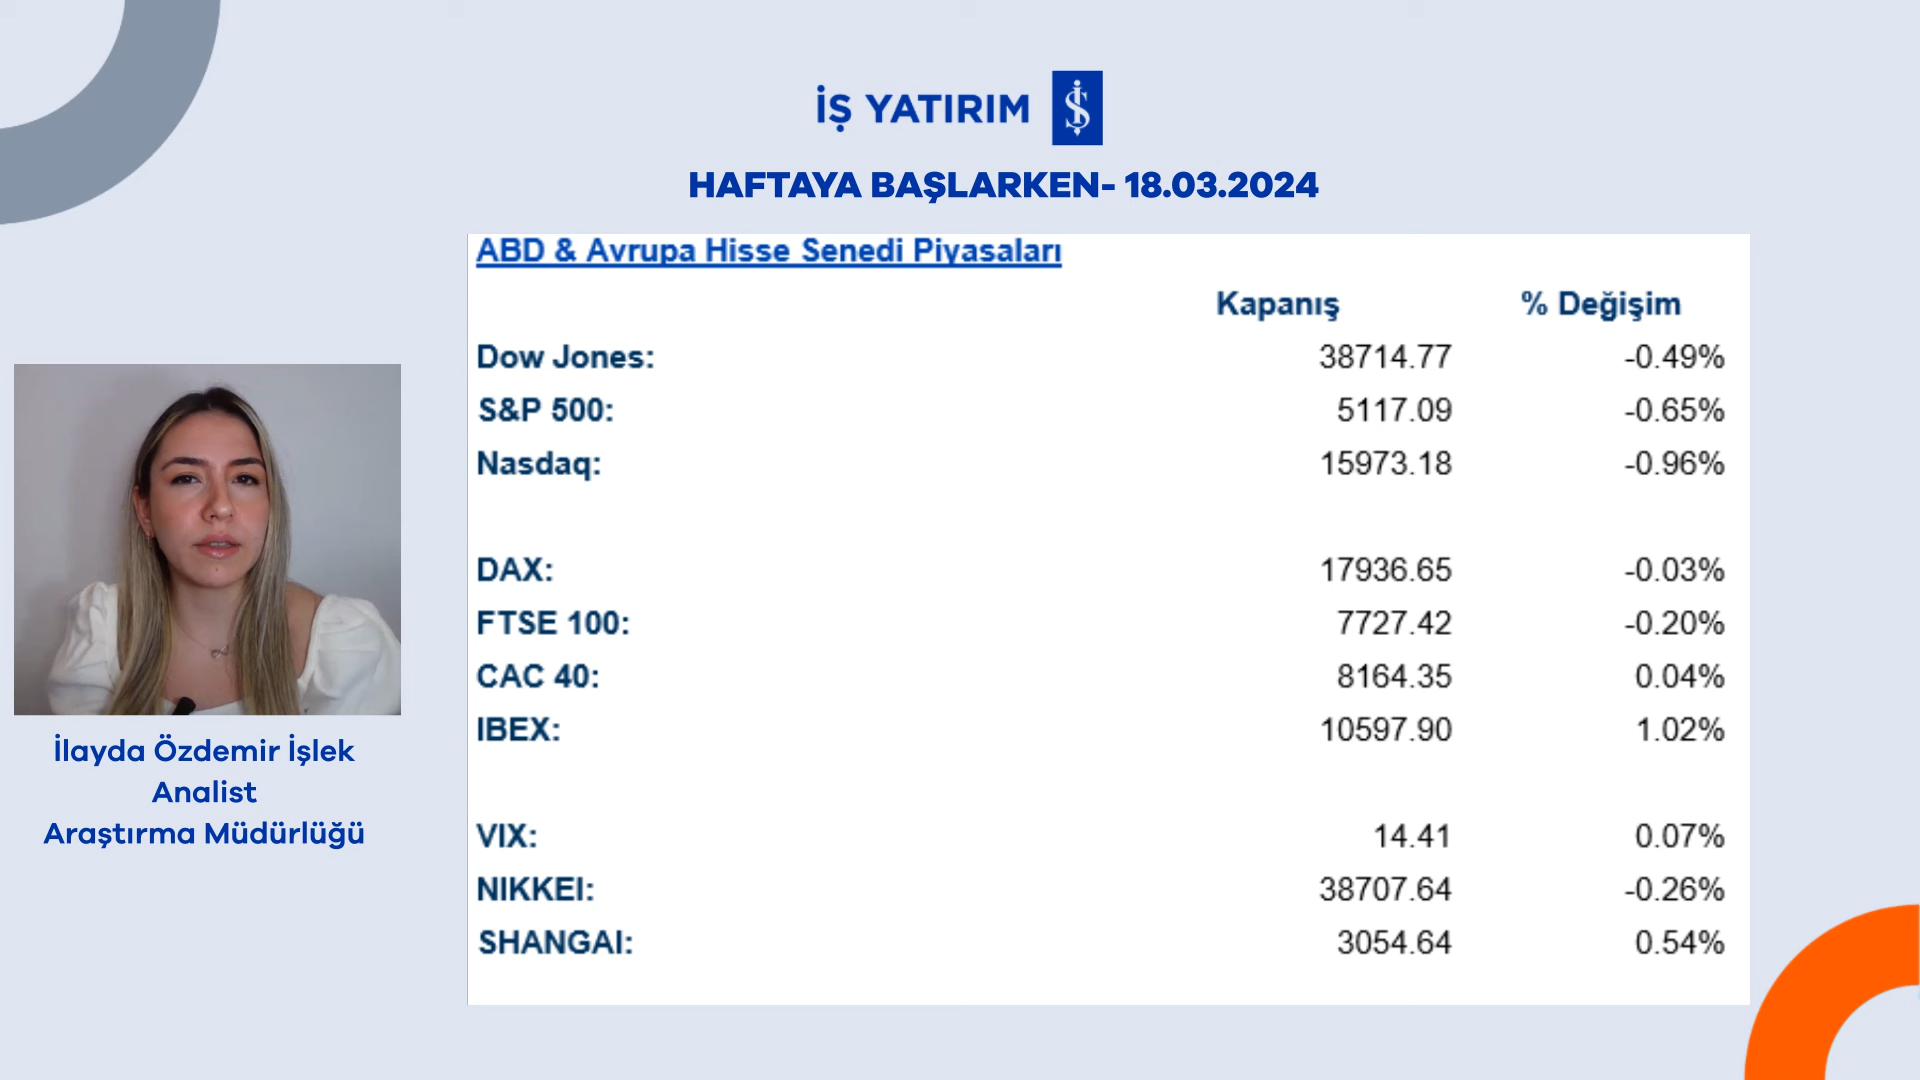 İŞ YATIRIM
HAFTAYA BAŞLARKEN- 18.03.2024
ABD & Avrupa Hisse Senedi Piyasaları
Kapanış % Değişim
Dow Jones: 38714.77 -0.49%
S&P 500: 5117.09 -0.65%
Nasdaq: 15973.18 -0.96%
DAX: 17936.65 -0.03%
FTSE 100: 7727.42 -0.20%
CAC 40: 8164.35 0.04%
IBEX: 10597.90 1.02%
VIX: 14.41 0.07%
NIKKEI: 38707.64 -0.26%
SHANGAI: 3054.64 0.54%
İlayda Özdemir İşlek
Analist
Araştırma Müdürlüğü